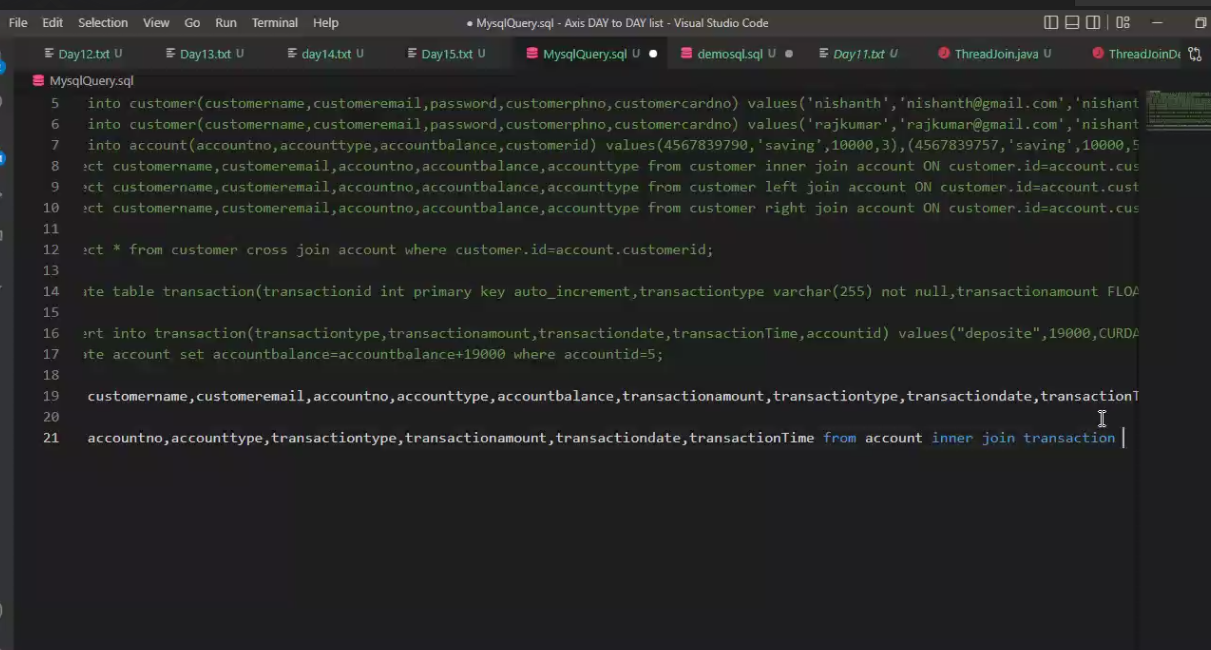 File Edit Selection View Go Run Terminal Help ● MysqlQuery.sql - Axis DAY to DAY list - Visual Studio Code
Day12.txt U Day13.txt U day14.txt U Day15.txt U MysqlQuery.sql U ● demosql.sql U ● Day11.txt U ThreadJoin.java U ThreadJoinDe
MysqlQuery.sql
5 into customer(customername,customeremail,password,customerphno,customercardno) values('nishanth','nishanth@gmail.com','nishant
6 into customer(customername,customeremail,password,customerphno,customercardno) values('rajkumar','rajkumar@gmail.com','nishant
7 into account(accountno,accounttype,accountbalance,customerid) values(4567839790,'saving',10000,3),(4567839757,'saving',10000,5
8 ect customername,customeremail,accountno,accountbalance,accounttype from customer inner join account ON customer.id=account.cus
9 ect customername,customeremail,accountno,accountbalance,accounttype from customer left join account ON customer.id=account.cust
10 ect customername,customeremail,accountno,accountbalance,accounttype from customer right join account ON customer.id=account.cus
11
12 ect * from customer cross join account where customer.id=account.customerid;
13
14 ate table transaction(transactionid int primary key auto_increment,transactiontype varchar(255) not null,transactionamount FLOA
15
16 ert into transaction(transactiontype,transactionamount,transactiondate,transactionTime,accountid) values("deposite",19000,CURDA
17 ate account set accountbalance=accountbalance+19000 where accountid=5;
18
19 customername,customeremail,accountno,accounttype,accountbalance,transactionamount,transactiontype,transactiondate,transactionT
20
21 accountno,accounttype,transactiontype,transactionamount,transactiondate,transactionTime from account inner join transaction